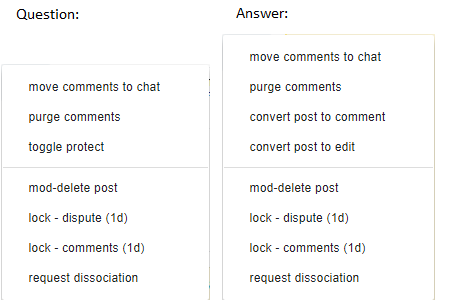 Question:
move comments to chat
purge comments
toggle protect
mod-delete post
lock - dispute (1d)
lock - comments (1d)
request dissociation
Answer:
move comments to chat
purge comments
convert post to comment
convert post to edit
mod-delete post
lock - dispute (1d)
lock - comments (1d)
request dissociation